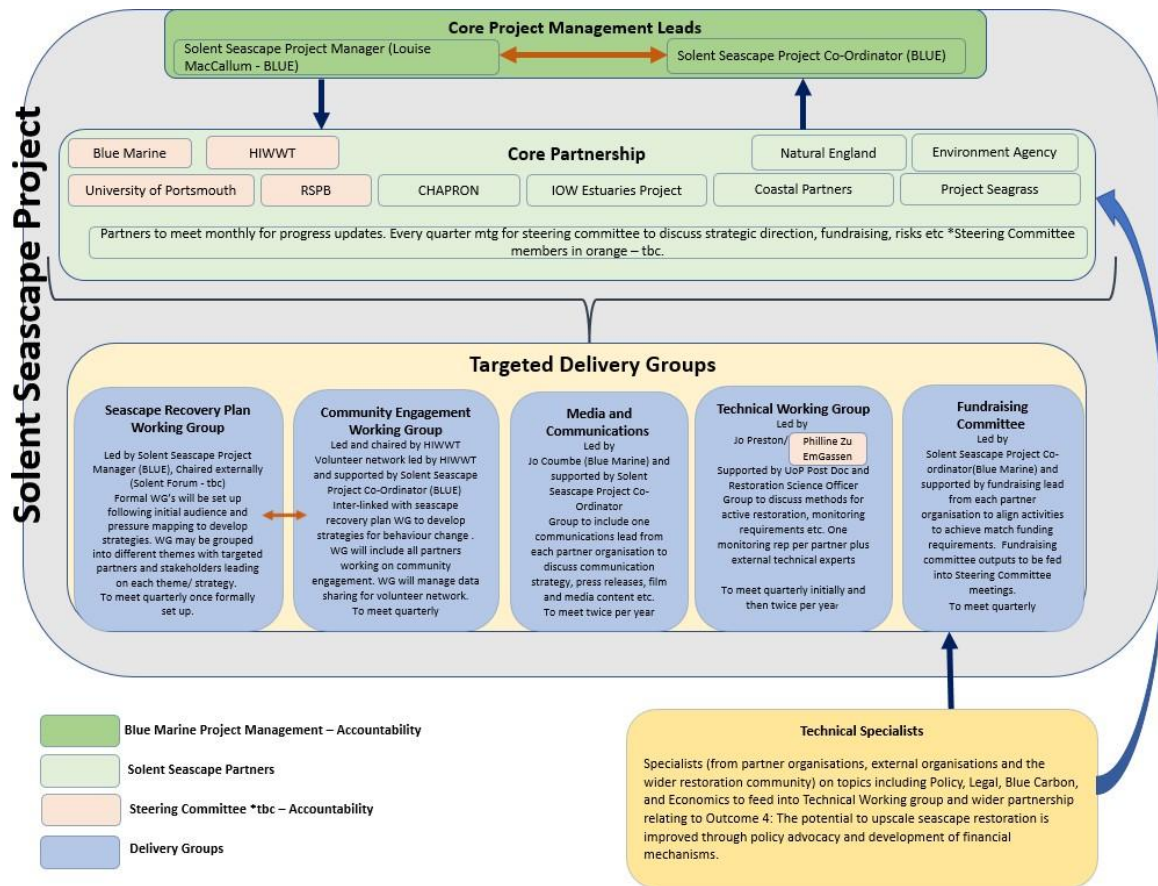 Solent Seascape Project
Core Project Management Leads
Solent Seascape Project Manager (Louise
MacCallum - BLUE)
Solent Seascape Project Co-Ordinator (BLUE)
Blue Marine
HIWWT
Core Partnership
Natural England
Environment Agency
University of Portsmouth
RSPB
CHAPRON
IOW Estuaries Project
Coastal Partners
Project Seagrass
Partners to meet monthly for progress updates. Every quarter mtg for steering committee to discuss strategic direction, fundraising, risks etc *Steering Committee
members in orange – tbc.
Targeted Delivery Groups
Seascape Recovery Plan
Working Group
Led by Solent Seascape Project
Manager (BLUE), Chaired externally
(Solent Forum - tbc)
Formal WG's will be set up
following initial audience and
pressure mapping to develop
strategies. WG may be grouped
into different themes with targeted
partners and stakeholders leading
on each theme/ strategy.
To meet quarterly once formally
set up.
Community Engagement
Working Group
Led and chaired by HIWWT
Volunteer network led by HIWWT
and supported by Solent Seascape
Project Co-Ordinator (BLUE)
Inter-linked with seascape
recovery plan WG to develop
strategies for behaviour change .
WG will include all partners
working on community
engagement. WG will manage data
sharing for volunteer network.
To meet quarterly
Media and
Communications
Led by
Jo Coumbe (Blue Marine) and
supported by Solent
Seascape Project Co-
Ordinator
Group to include one
communications lead from
each partner organisation to
discuss communication
strategy, press releases, film
and media content etc.
To meet twice per year
Technical Working Group
Led by
Jo Preston/
Philline Zu
EmGassen
Supported by UoP Post Doc and
Restoration Science Officer
Group to discuss methods for
active restoration, monitoring
requirements etc. One
monitoring rep per partner plus
external technical experts
To meet quarterly initially and
then twice per year
Fundraising
Committee
Led by
Solent Seascape Project Co-
ordinator(Blue Marine) and
supported by fundraising lead
from each partner
organisation to align activities
to achieve match funding
requirements. Fundraising
committee outputs to be fed
into Steering Committee
meetings.
To meet quarterly
Blue Marine Project Management – Accountability
Solent Seascape Partners
Steering Committee *tbc – Accountability
Delivery Groups
Technical Specialists
Specialists (from partner organisations, external organisations and the
wider restoration community) on topics including Policy, Legal, Blue Carbon,
and Economics to feed into Technical Working group and wider partnership
relating to Outcome 4: The potential to upscale seascape restoration is
improved through policy advocacy and development of financial
mechanisms.